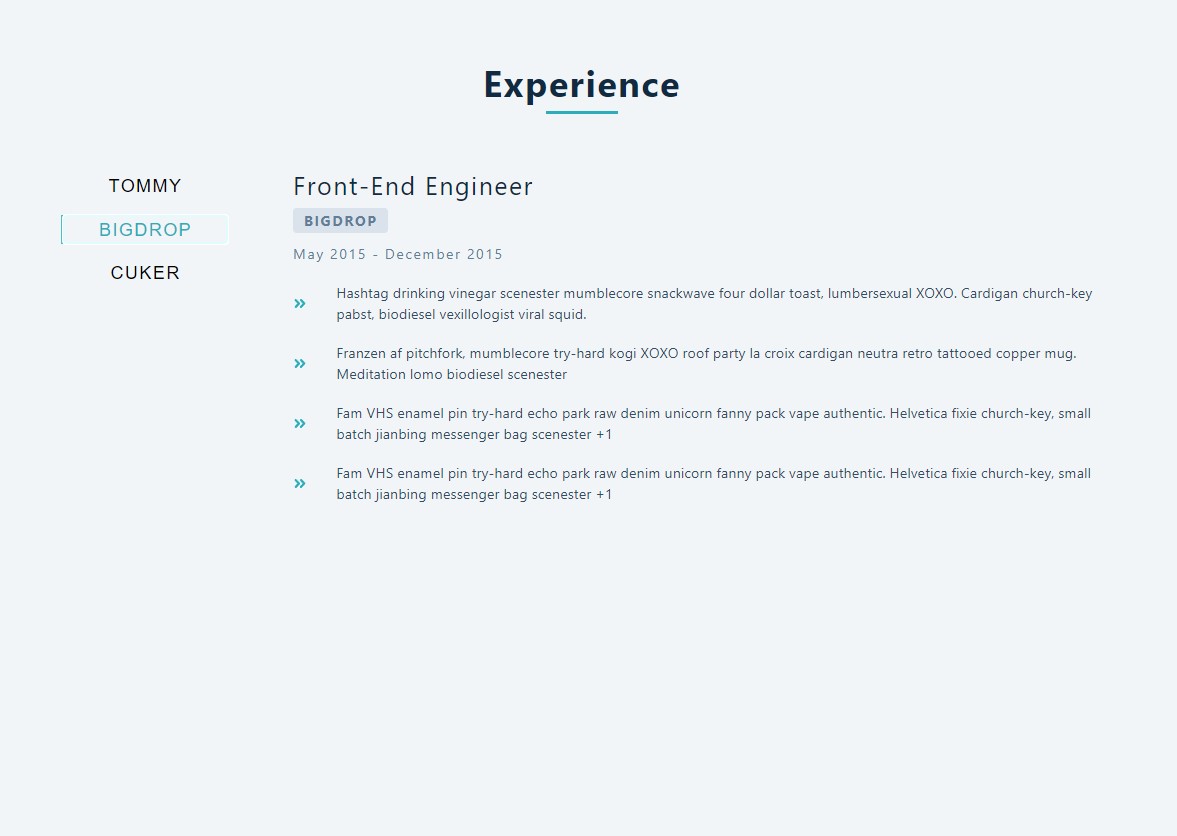 Experience
TOMMY
BIGDROP
CUKER
Front-End Engineer
BIGDROP
May 2015 - December 2015
Hashtag drinking vinegar scenester mumblecore snackwave four dollar toast, lumbersexual XOXO. Cardigan church-key
pabst, biodiesel vexillologist viral squid.
Franzen af pitchfork, mumblecore try-hard kogi XOXO roof party la croix cardigan neutra retro tattooed copper mug.
Meditation lomo biodiesel scenester
Fam VHS enamel pin try-hard echo park raw denim unicorn fanny pack vape authentic. Helvetica fixie church-key, small
batch jianbing messenger bag scenester +1
Fam VHS enamel pin try-hard echo park raw denim unicorn fanny pack vape authentic. Helvetica fixie church-key, small
batch jianbing messenger bag scenester +1